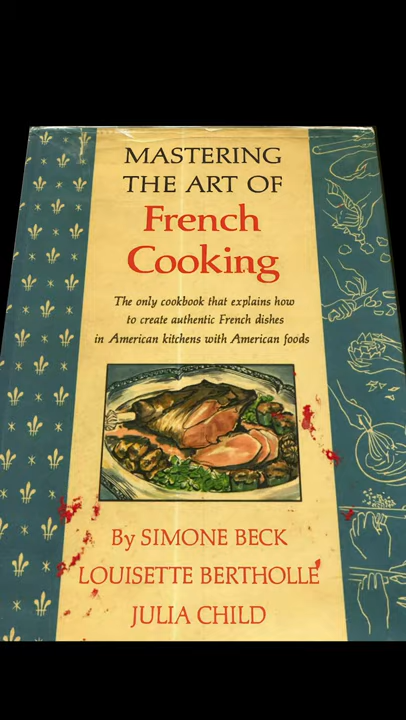 MASTERING
THE ART OF
French
Cooking
The only cookbook that explains how
to create authentic French dishes
in American kitchens with American foods
By SIMONE BECK
LOUISETTE BERTHOLLE
JULIA CHILD